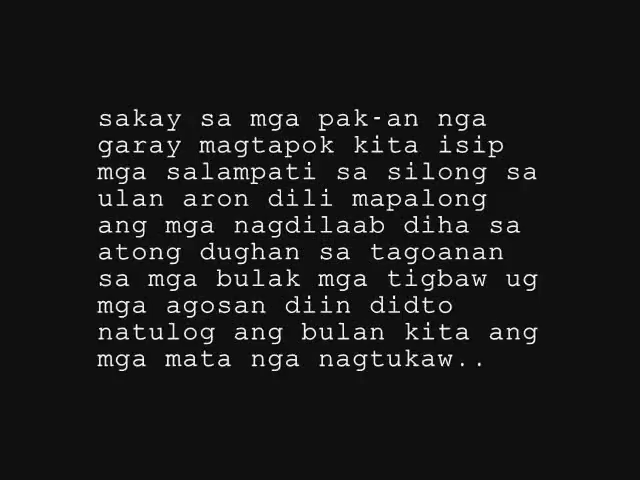 sakay sa mga pak-an nga
garay magtapok kita isip
mga salampati sa silong sa
ulan aron dili mapalong
ang mga nagdilaab diha sa
atong dughan sa tagoanan
sa mga bulak mga tigbaw ug
mga agosan diin didto
natulog ang bulan kita ang
mga mata nga nagtukaw..